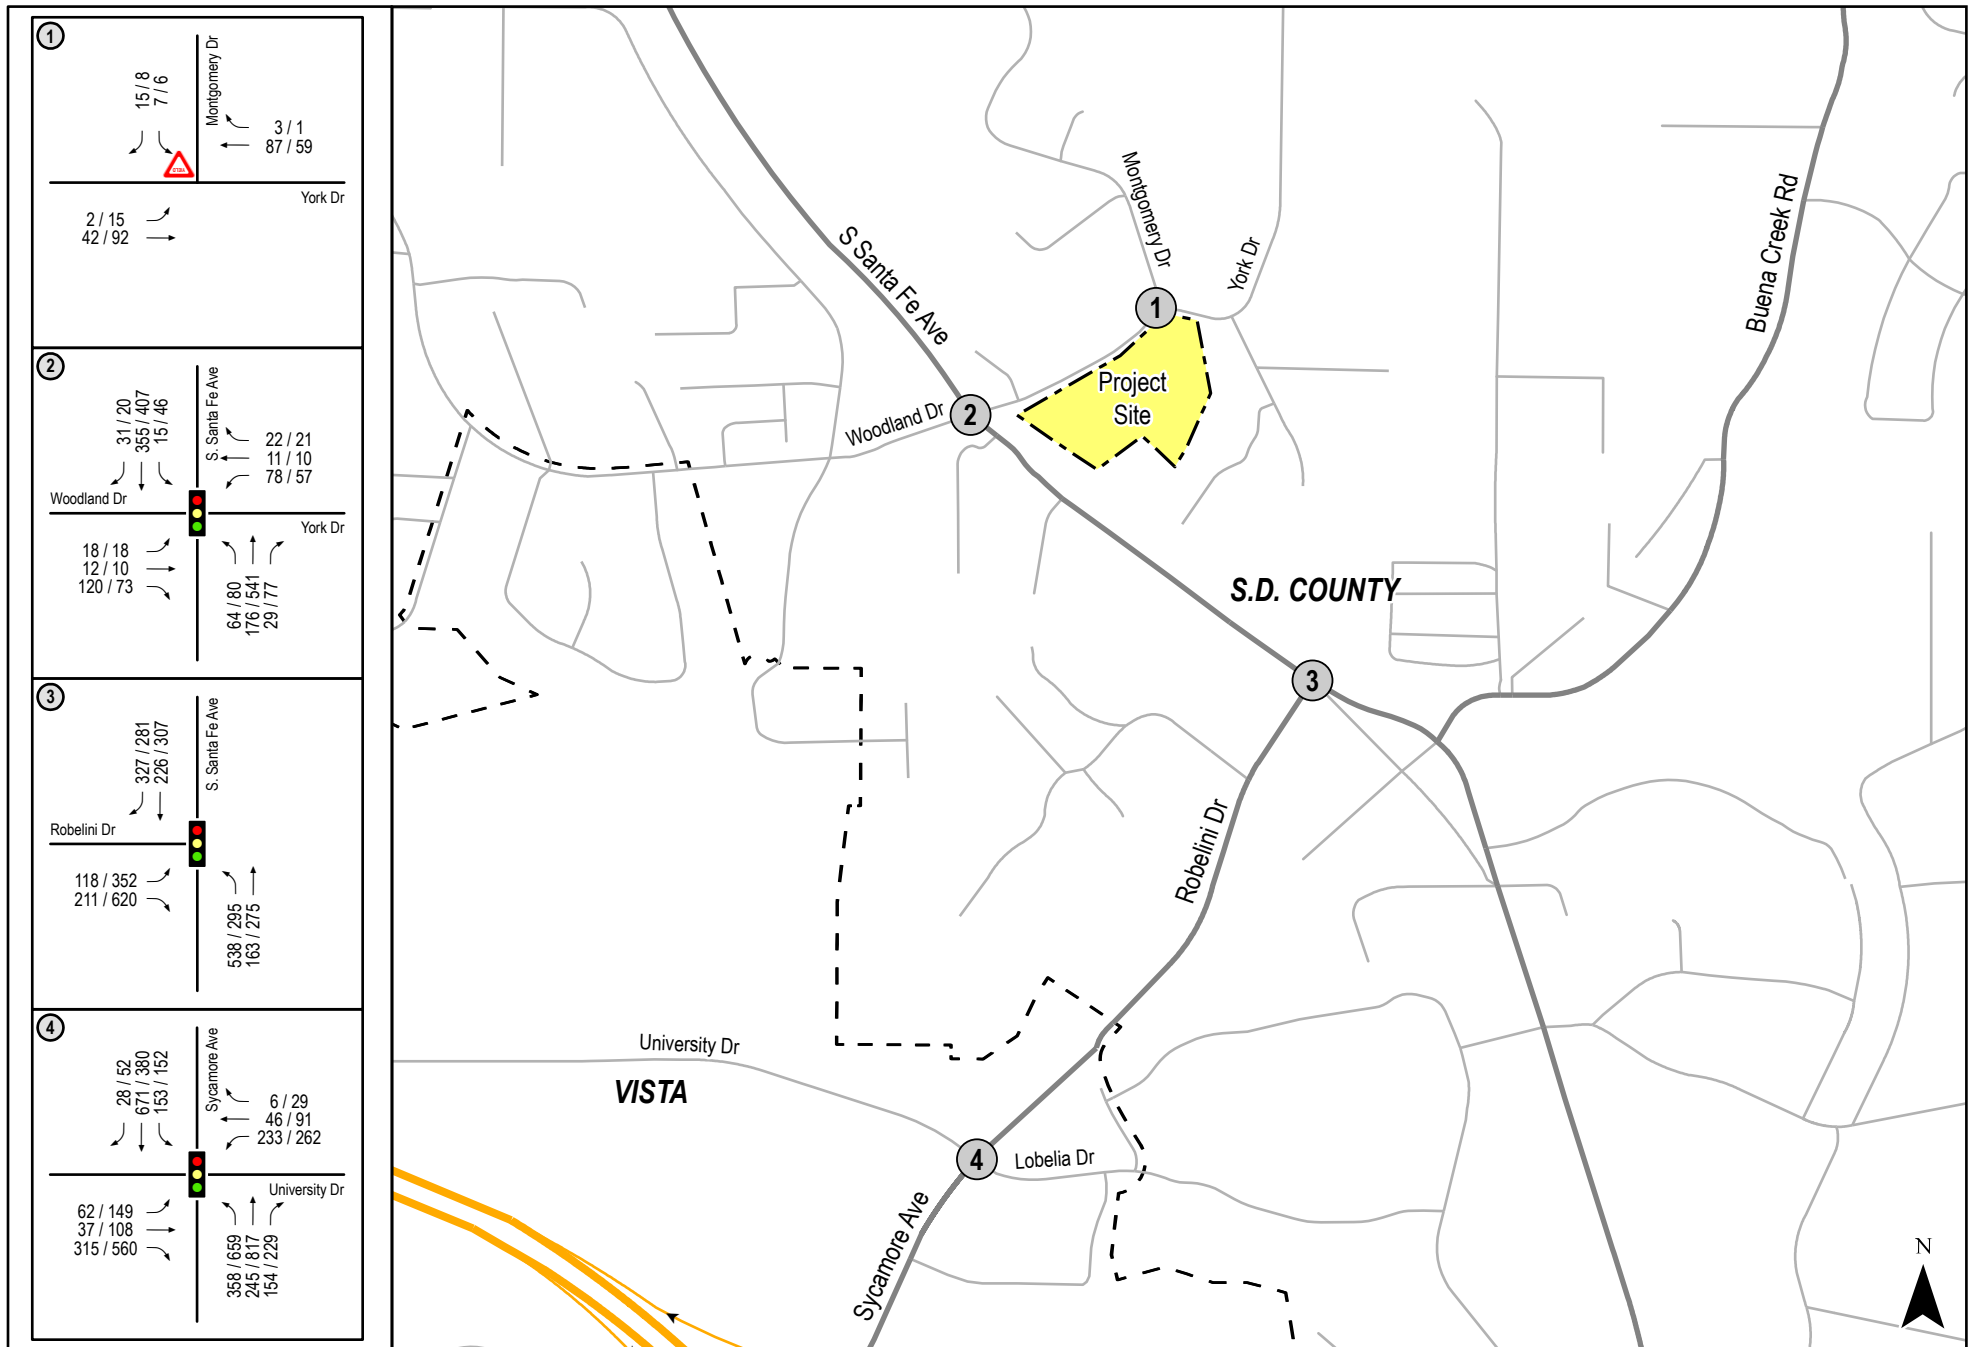 1
15 / 8
7 / 6
Montgomery Dr
3 / 1
87 / 59
YIELD
York Dr
2 / 15
42 / 92
2
31 / 20
355 / 407
15 / 46
S. Santa Fe Ave
22 / 21
11 / 10
78 / 57
Woodland Dr
York Dr
18 / 18
12 / 10
120 / 73
64 / 80
176 / 541
29 / 77
3
327 / 281
226 / 307
S. Santa Fe Ave
Robelini Dr
118 / 352
211 / 620
538 / 295
163 / 275
4
28 / 52
671 / 380
153 / 152
Sycamore Ave
6 / 29
46 / 91
233 / 262
University Dr
62 / 149
37 / 108
315 / 560
358 / 659
245 / 817
154 / 229
Montgomery Dr
S Santa Fe Ave
York Dr
Buena Creek Rd
1
Project
Site
2
Woodland Dr
S.D. COUNTY
3
Robelini Dr
University Dr
VISTA
4
Lobelia Dr
Sycamore Ave
N